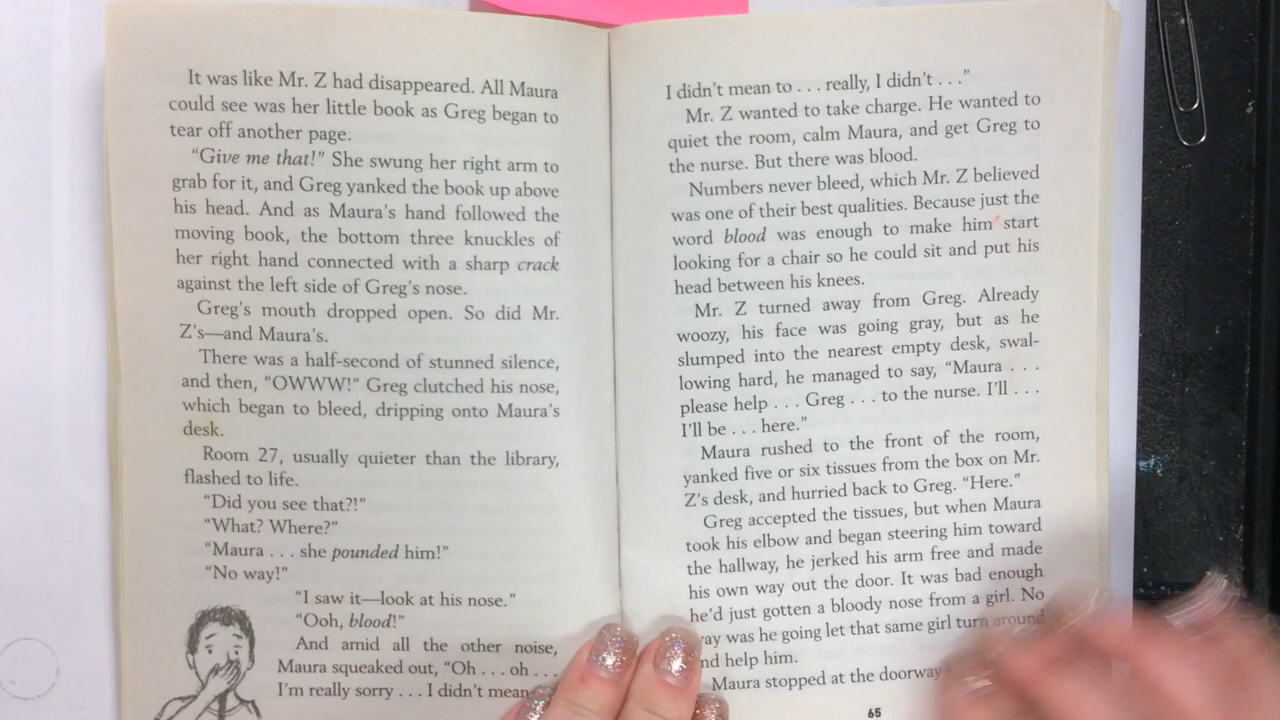 It was like Mr. Z had disappeared. All Maura
could see was her little book as Greg began to
tear off another page.
“Give me that!” She swung her right arm to
grab for it, and Greg yanked the book up above
his head. And as Maura’s hand followed the
moving book, the bottom three knuckles of
her right hand connected with a sharp crack
against the left side of Greg’s nose.
Greg’s mouth dropped open. So did Mr.
Z’s—and Maura’s.
There was a half-second of stunned silence,
and then, “OWWW!” Greg clutched his nose,
which began to bleed, dripping onto Maura’s
desk.
Room 27, usually quieter than the library,
flashed to life.
“Did you see that?!”
“What? Where?”
“Maura . . . she pounded him!”
“No way!”
“I saw it—look at his nose.”
“Ooh, blood!”
And amid all the other noise,
Maura squeaked out, “Oh . . . oh . . .
I’m really sorry . . . I didn’t mean
I didn’t mean to . . . really, I didn’t . . .”
Mr. Z wanted to take charge. He wanted to
quiet the room, calm Maura, and get Greg to
the nurse. But there was blood.
Numbers never bleed, which Mr. Z believed
was one of their best qualities. Because just the
word blood was enough to make him start
looking for a chair so he could sit and put his
head between his knees.
Mr. Z turned away from Greg. Already
woozy, his face was going gray, but as he
slumped into the nearest empty desk, swal-
lowing hard, he managed to say, “Maura . . .
please help . . . Greg . . . to the nurse. I’ll . . .
I’ll be . . . here.”
Maura rushed to the front of the room,
yanked five or six tissues from the box on Mr.
Z’s desk, and hurried back to Greg. “Here.”
Greg accepted the tissues, but when Maura
took his elbow and began steering him toward
the hallway, he jerked his arm free and made
his own way out the door. It was bad enough
he’d just gotten a bloody nose from a girl. No
way was he going let that same girl turn around
and help him.
Maura stopped at the doorway
65